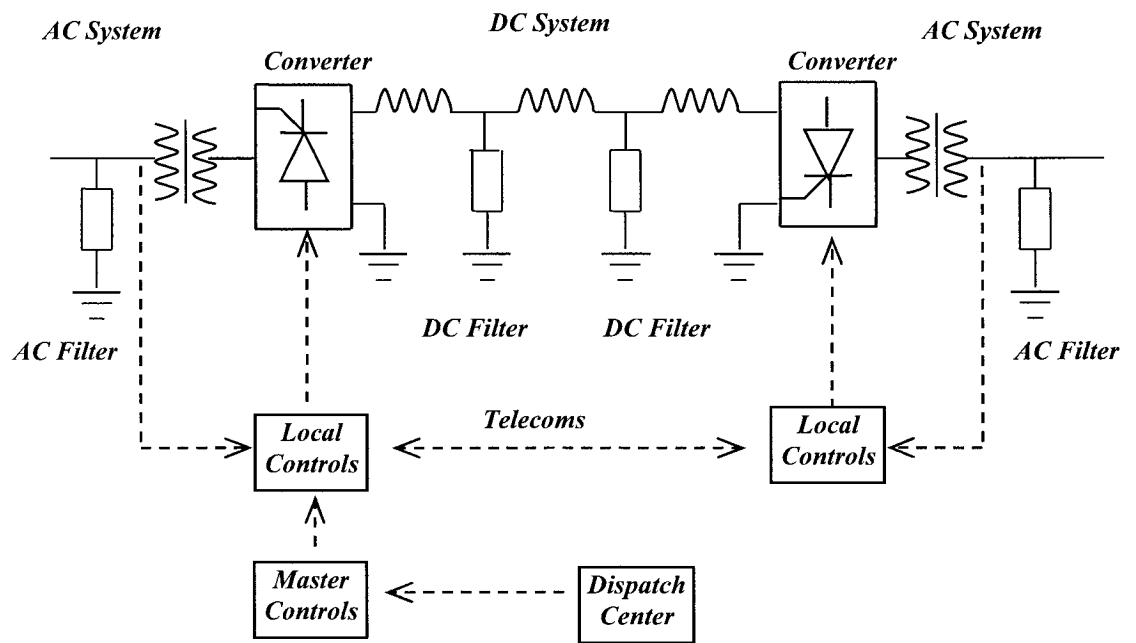 AC System
DC System
AC System
Converter
Converter
DC Filter
DC Filter
AC Filter
AC Filter
Local
Controls
Telecoms
Local
Controls
Master
Controls
Dispatch
Center